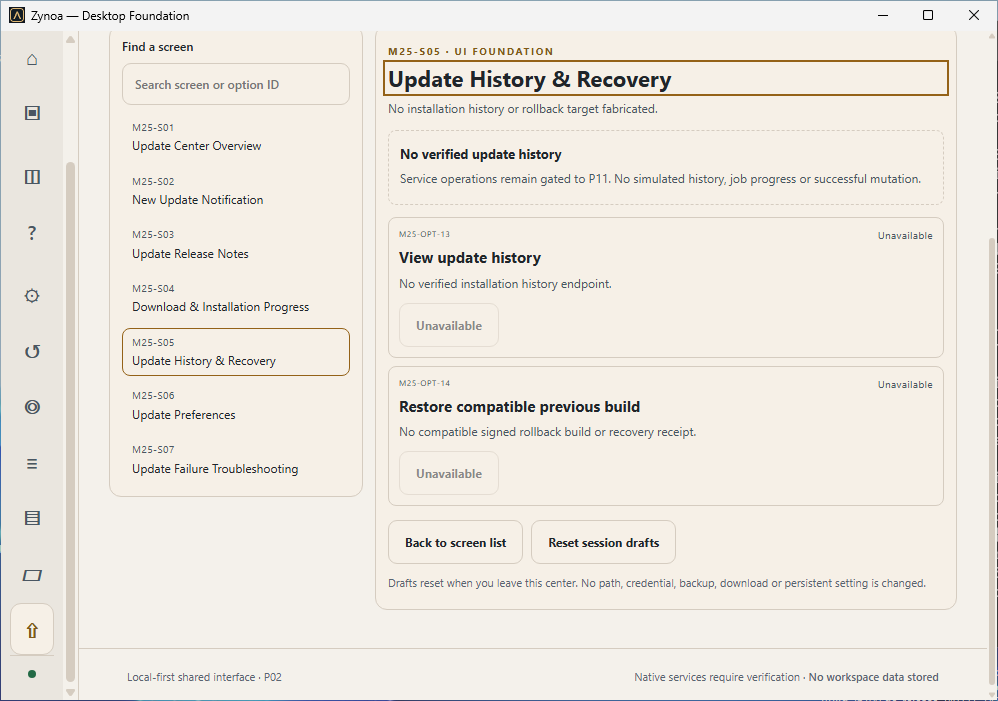 Zynoa — Desktop Foundation
Find a screen
Search screen or option ID
M25-S01
Update Center Overview
M25-S02
New Update Notification
M25-S03
Update Release Notes
M25-S04
Download & Installation Progress
M25-S05
Update History & Recovery
M25-S06
Update Preferences
M25-S07
Update Failure Troubleshooting
M25-S05 · UI FOUNDATION
Update History & Recovery
No installation history or rollback target fabricated.
No verified update history
Service operations remain gated to P11. No simulated history, job progress or successful mutation.
M25-OPT-13
Unavailable
View update history
No verified installation history endpoint.
Unavailable
M25-OPT-14
Unavailable
Restore compatible previous build
No compatible signed rollback build or recovery receipt.
Unavailable
Back to screen list
Reset session drafts
Drafts reset when you leave this center. No path, credential, backup, download or persistent setting is changed.
Local-first shared interface · P02
Native services require verification · No workspace data stored